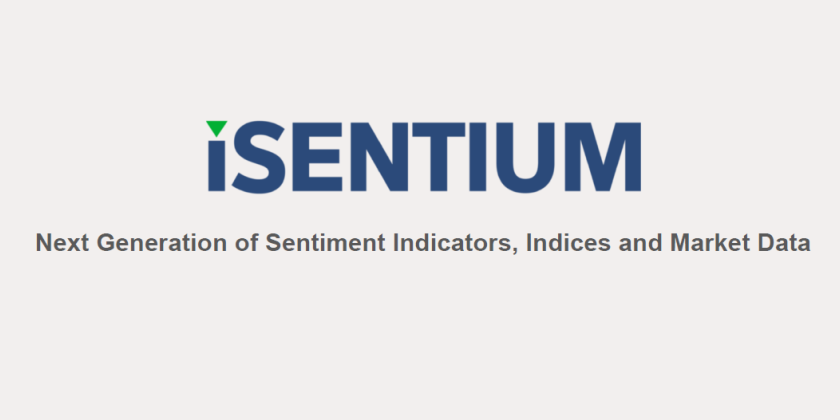 iSENTIUM
Next Generation of Sentiment Indicators, Indices and Market Data